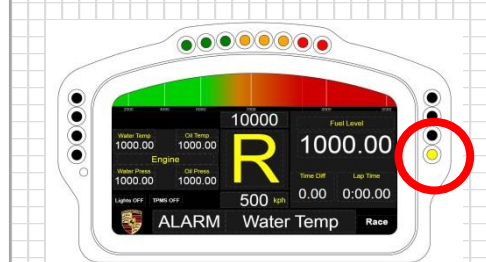 10000
Fuel Level
1000.00
Water Temp
1000.00
Oil Temp
1000.00
Engine
Water Press
1000.00
Oil Press
1000.00
R
Time Diff
0.00
Lap Time
0:00.00
Lights OFF
TPMS OFF
500 kph
ALARM
Water Temp
Race